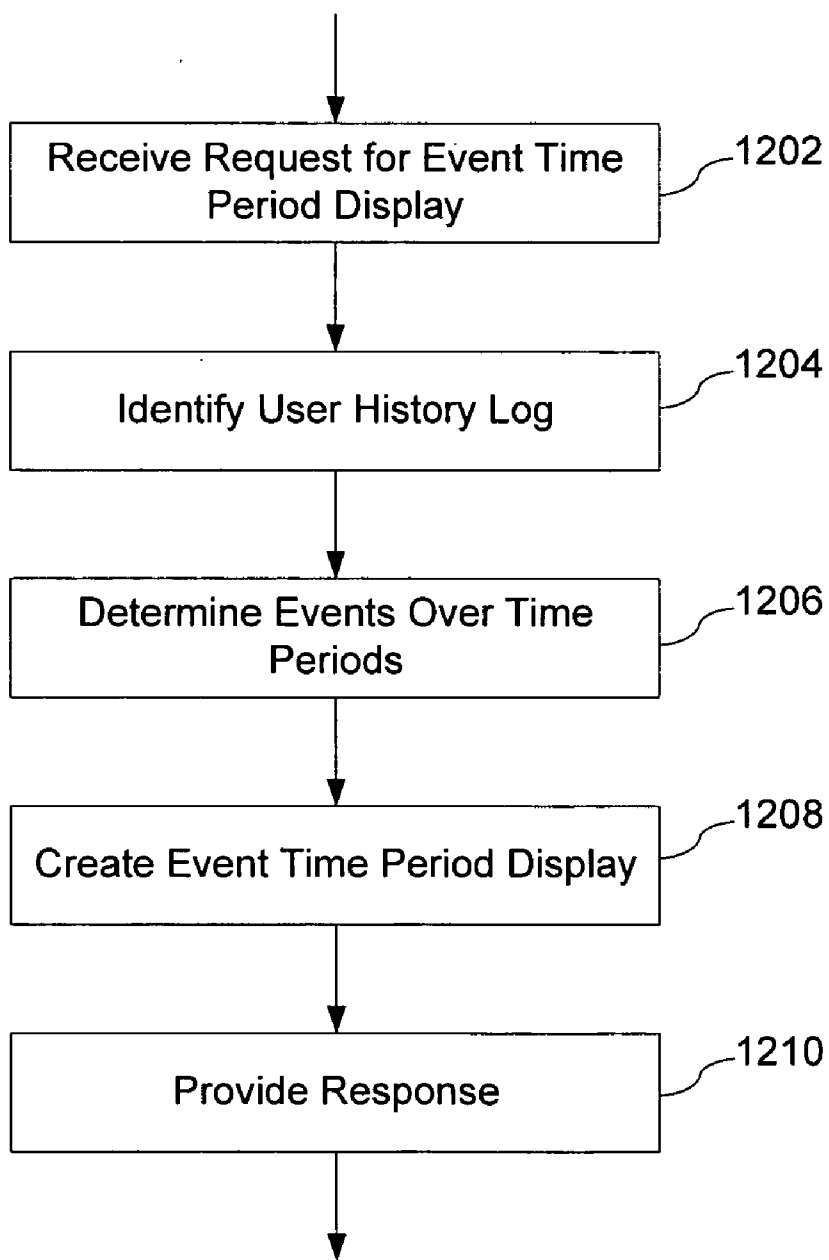 Receive Request for Event Time
Period Display
1202
Identify User History Log
1204
Determine Events Over Time
Periods
1206
Create Event Time Period Display
1208
Provide Response
1210